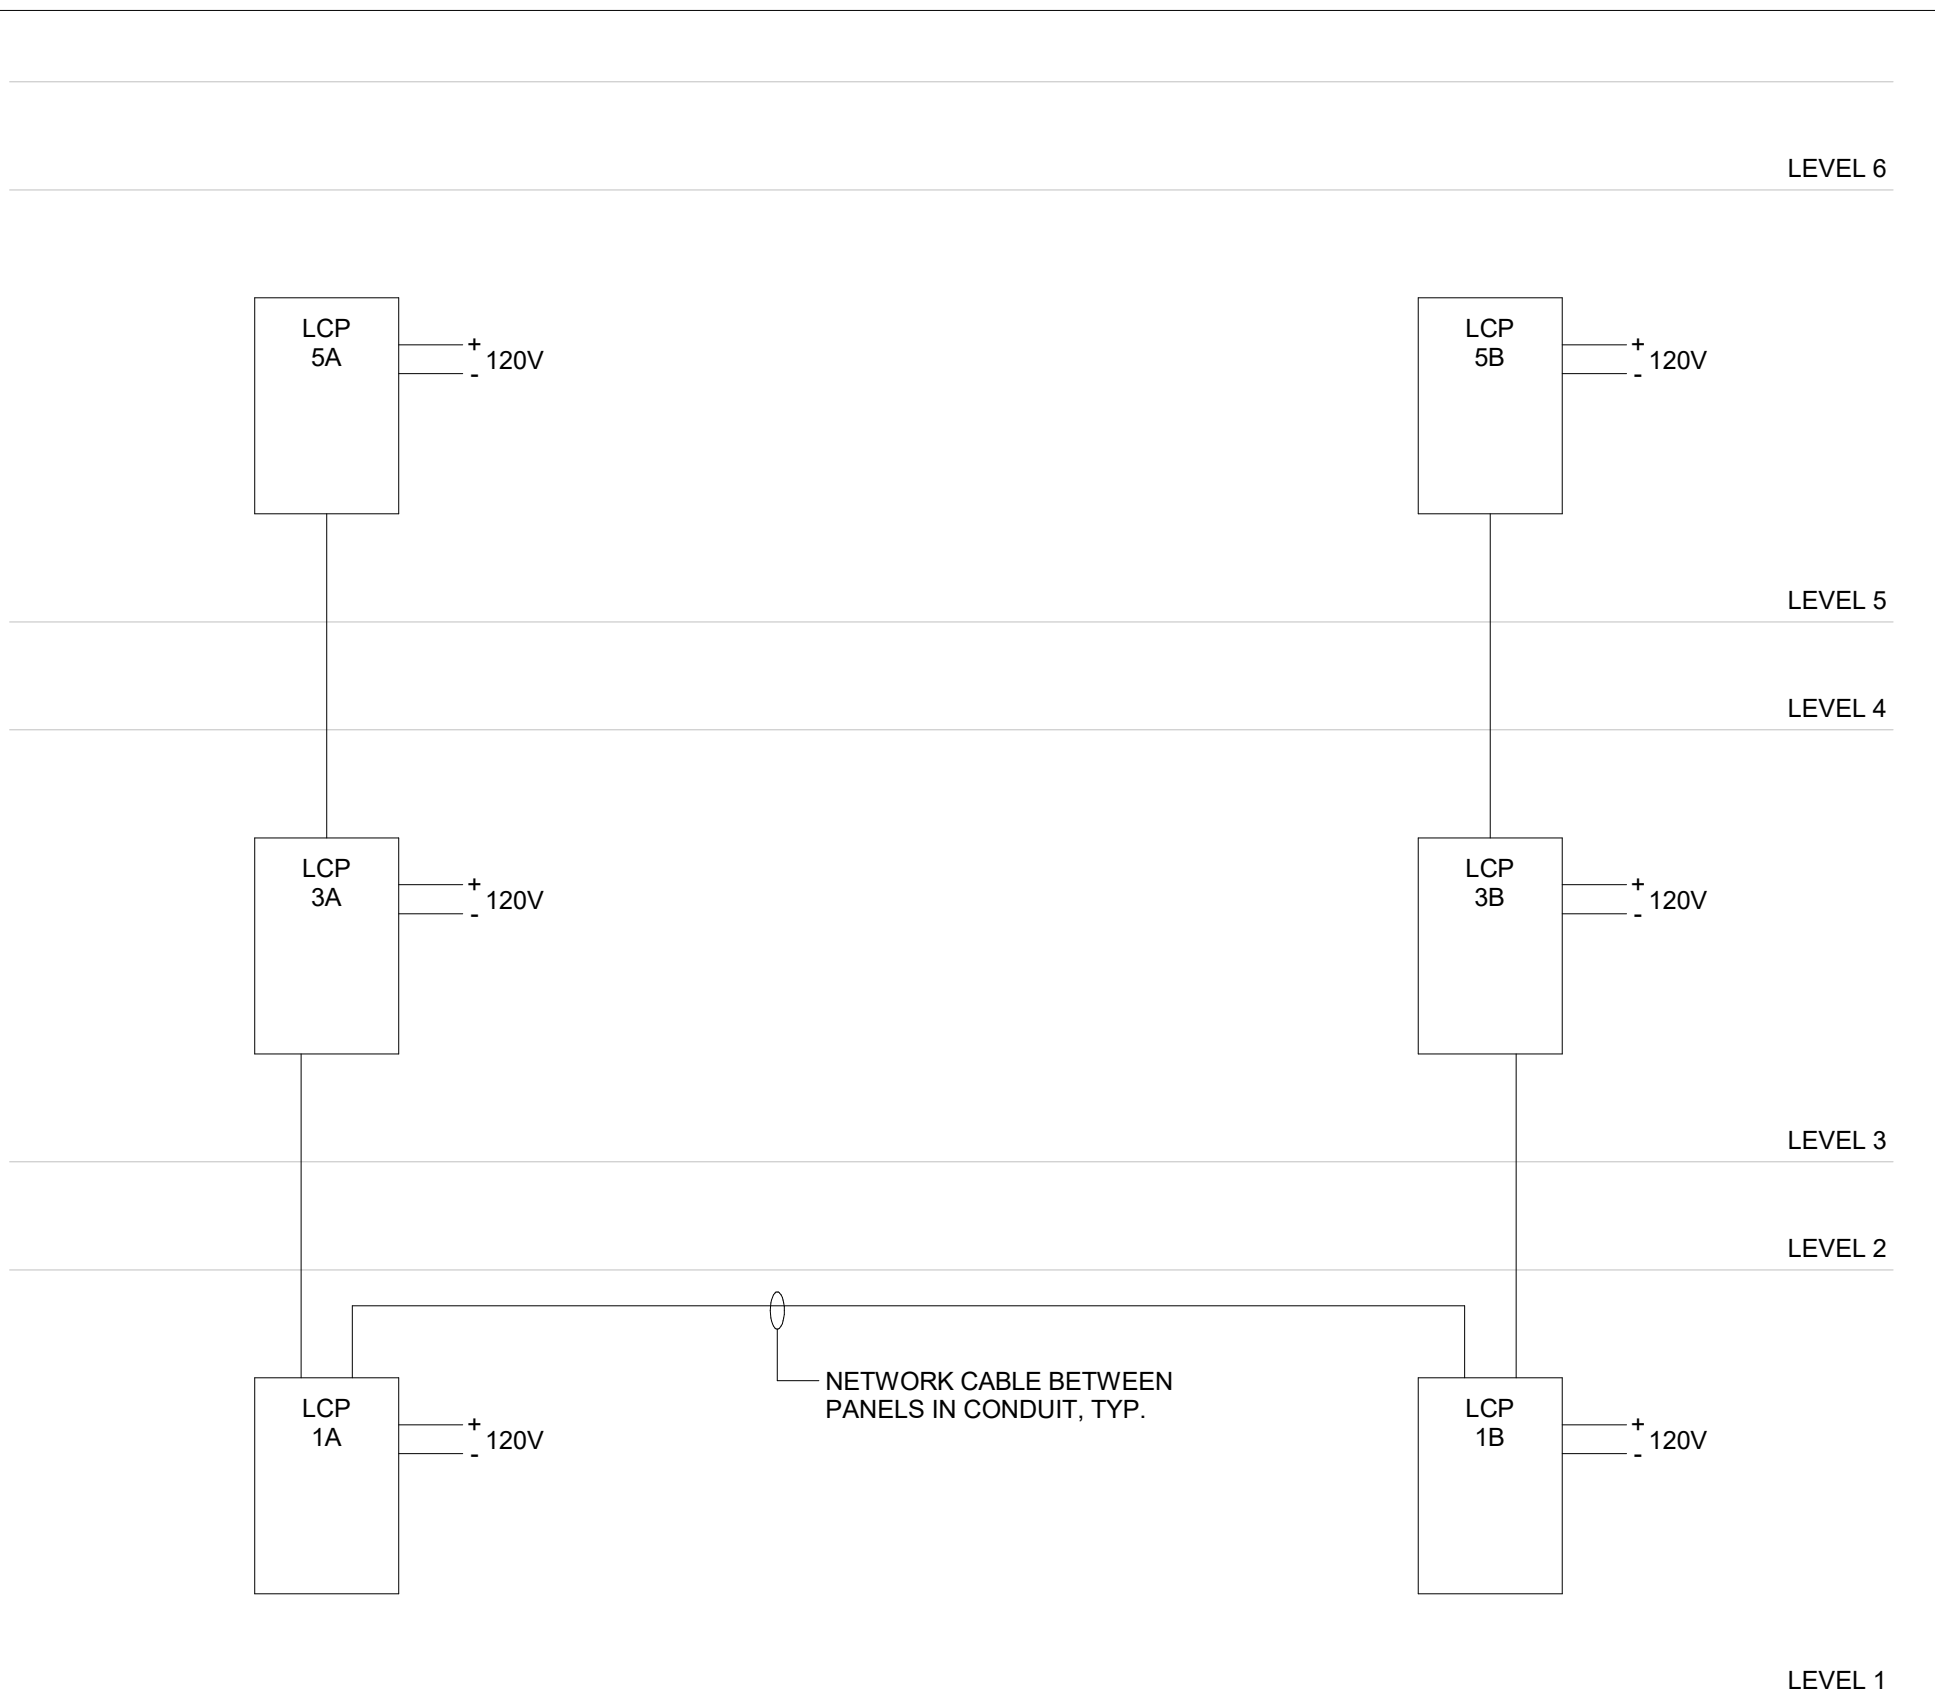 LEVEL 6
LCP
5A
+
-
120V
LCP
5B
+
-
120V
LEVEL 5
LEVEL 4
LCP
3A
+
-
120V
LCP
3B
+
-
120V
LEVEL 3
LEVEL 2
NETWORK CABLE BETWEEN
PANELS IN CONDUIT, TYP.
LCP
1A
+
-
120V
LCP
1B
+
-
120V
LEVEL 1